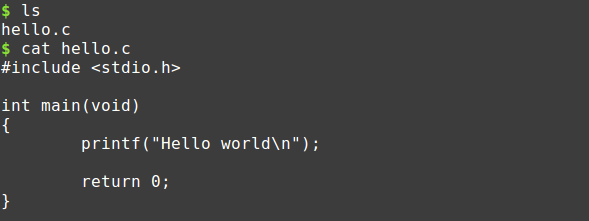 $ ls
hello.c
$ cat hello.c
#include <stdio.h>

int main(void)
{
        printf("Hello world\n");

        return 0;
}